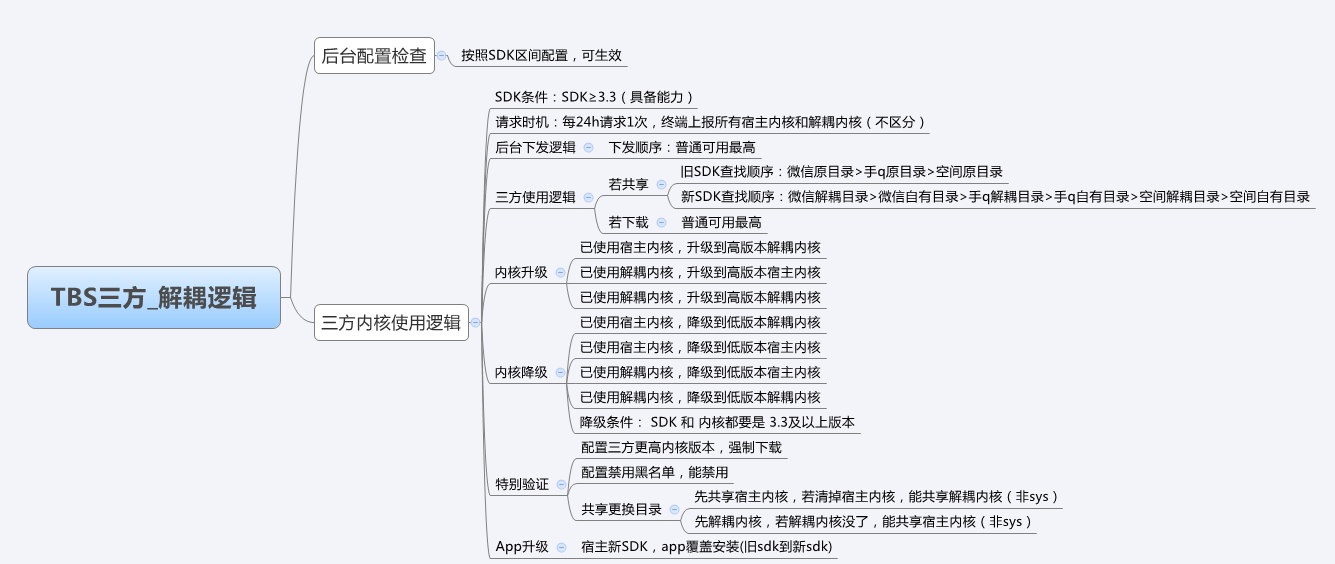 后台配置检查
按照SDK区间配置，可生效
SDK条件：SDK≥3.3（具备能力）
请求时机：每24h请求1次，终端上报所有宿主内核和解耦内核（不区分）
后台下发逻辑
下发顺序：普通可用最高
三方使用逻辑
若共享
旧SDK查找顺序：微信原目录>手q原目录>空间原目录
新SDK查找顺序：微信解耦目录>微信自有目录>手q解耦目录>手q自有目录>空间解耦目录>空间自有目录
若下载
普通可用最高
内核升级
已使用宿主内核，升级到高版本解耦内核
已使用解耦内核，升级到高版本宿主内核
已使用解耦内核，升级到高版本解耦内核
TBS三方_解耦逻辑
三方内核使用逻辑
内核降级
已使用宿主内核，降级到低版本解耦内核
已使用宿主内核，降级到低版本宿主内核
已使用解耦内核，降级到低版本宿主内核
已使用解耦内核，降级到低版本解耦内核
降级条件： SDK 和 内核都要是 3.3及以上版本
特别验证
配置三方更高内核版本，强制下载
配置禁用黑名单，能禁用
共享更换目录
先共享宿主内核，若清掉宿主内核，能共享解耦内核（非sys）
先解耦内核，若解耦内核没了，能共享宿主内核（非sys）
App升级
宿主新SDK，app覆盖安装(旧sdk到新sdk)